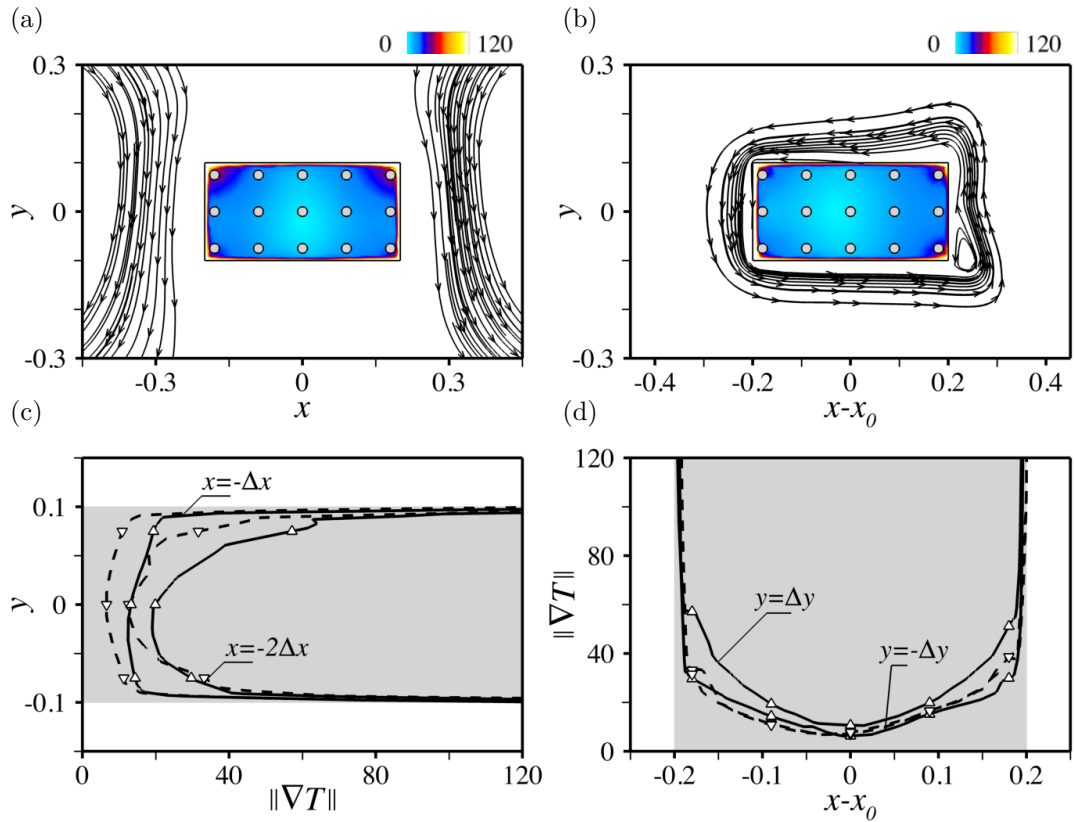 (a)
(b)
0 120
0 120
0.3
0
-0.3
y
-0.3 0 0.3
x
0.3
0
-0.3
y
-0.4 -0.2 0 0.2 0.4
x-x₀
(c)
(d)
0.1
0
-0.1
y
x=-Δx
x=-2Δx
0 40 80 120
||∇T||
120
80
40
0
||∇T||
y=Δy
y=-Δy
-0.2 -0.1 0 0.1 0.2
x-x₀